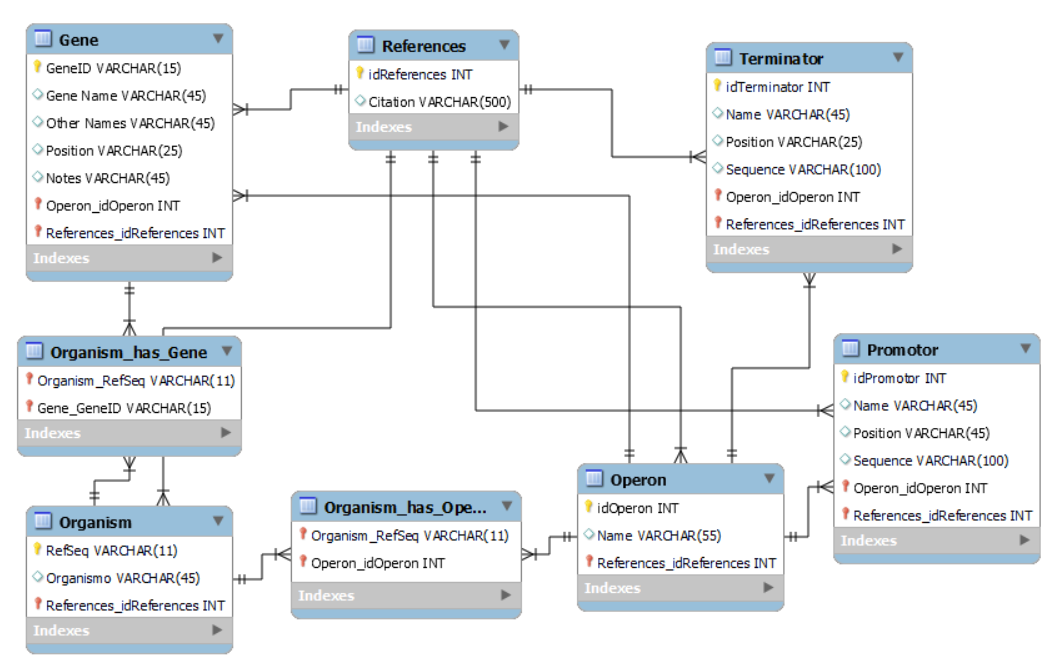 Gene
GeneID VARCHAR(15)
Gene Name VARCHAR(45)
Other Names VARCHAR(45)
Position VARCHAR(25)
Notes VARCHAR(45)
Operon_idOperon INT
References_idReferences INT
Indexes
References
idReferences INT
Citation VARCHAR(500)
Indexes
Terminator
idTerminator INT
Name VARCHAR(45)
Position VARCHAR(25)
Sequence VARCHAR(100)
Operon_idOperon INT
References_idReferences INT
Indexes
Organism_has_Gene
Organism_RefSeq VARCHAR(11)
Gene_GeneID VARCHAR(15)
Indexes
Promotor
idPromotor INT
Name VARCHAR(45)
Position VARCHAR(45)
Sequence VARCHAR(100)
Operon_idOperon INT
References_idReferences INT
Indexes
Organism
RefSeq VARCHAR(11)
Organismo VARCHAR(45)
References_idReferences INT
Indexes
Organism_has_Ope...
Organism_RefSeq VARCHAR(11)
Operon_idOperon INT
Indexes
Operon
idOperon INT
Name VARCHAR(55)
References_idReferences INT
Indexes